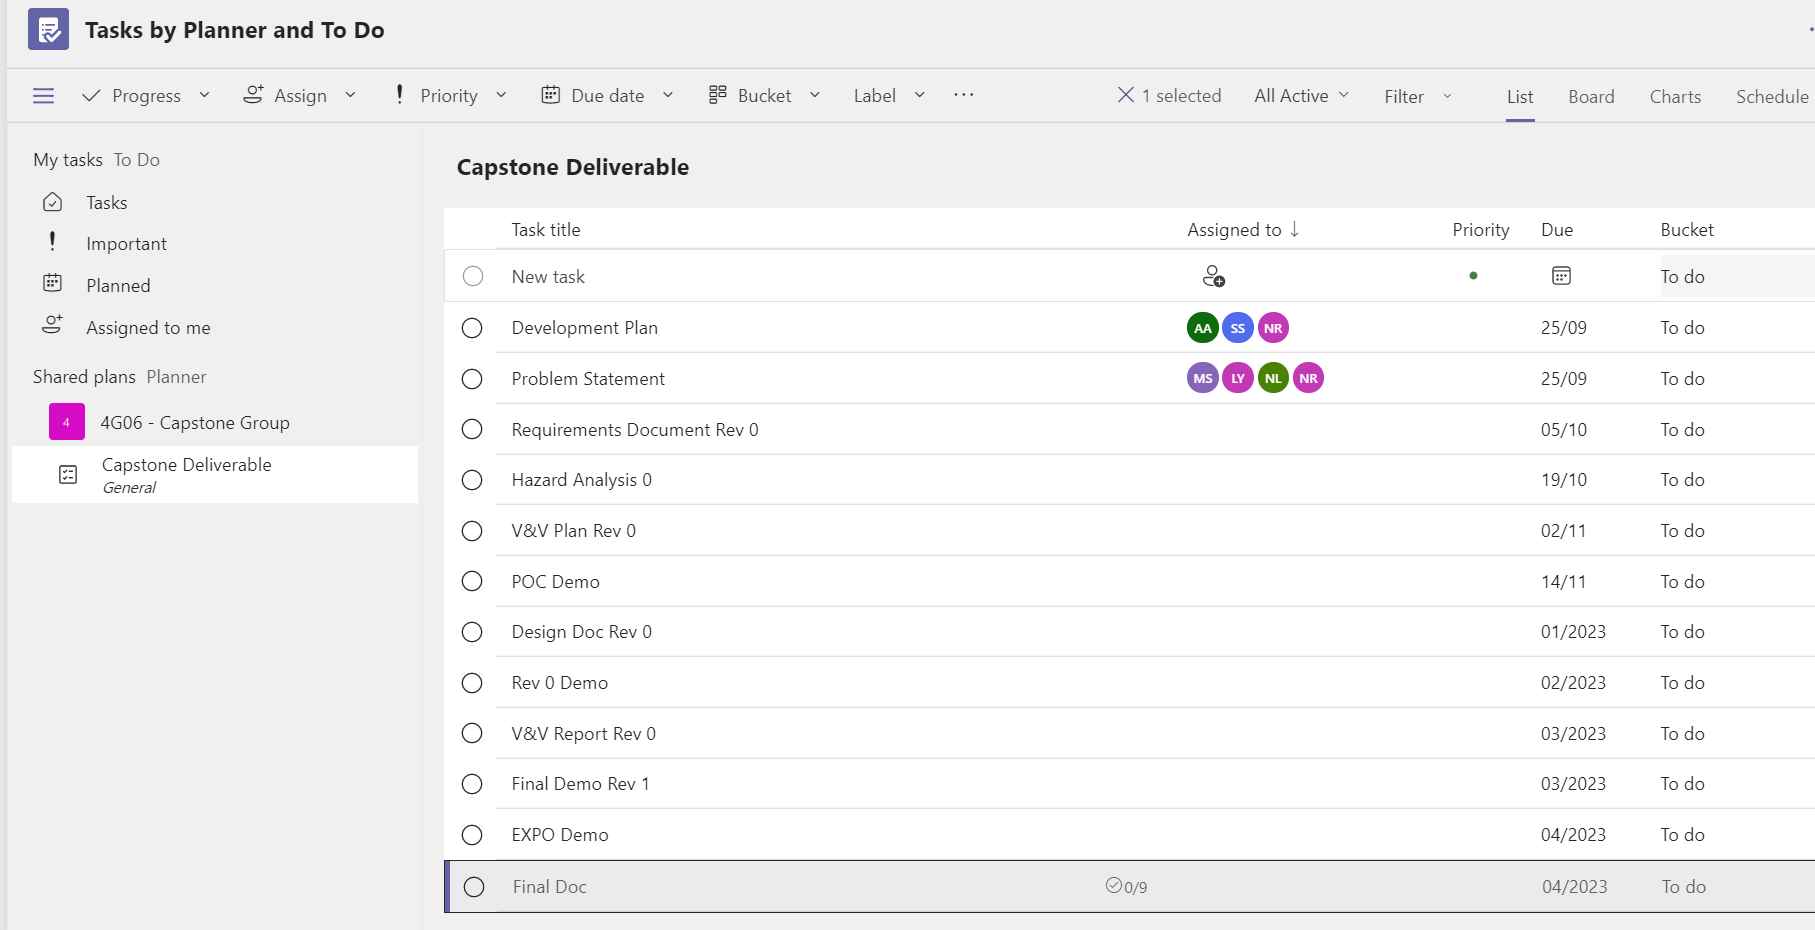 Tasks by Planner and To Do
Progress Assign Priority Due date Bucket Label ··· 1 selected All Active Filter List Board Charts Schedule
My tasks To Do
Tasks
Important
Planned
Assigned to me
Shared plans Planner
4 4G06 - Capstone Group
Capstone Deliverable
General
Capstone Deliverable
Task title Assigned to Priority Due Bucket
New task To do
Development Plan AA SS NR 25/09 To do
Problem Statement MS LY NL NR 25/09 To do
Requirements Document Rev 0 05/10 To do
Hazard Analysis 0 19/10 To do
V&V Plan Rev 0 02/11 To do
POC Demo 14/11 To do
Design Doc Rev 0 01/2023 To do
Rev 0 Demo 02/2023 To do
V&V Report Rev 0 03/2023 To do
Final Demo Rev 1 03/2023 To do
EXPO Demo 04/2023 To do
Final Doc 0/9 04/2023 To do